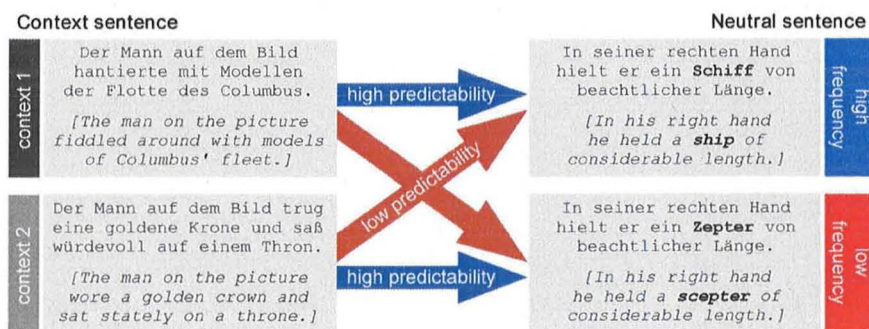 Context sentence
Neutral sentence
context 1
Der Mann auf dem Bild
hantierte mit Modellen
der Flotte des Columbus.
[The man on the picture
fiddled around with models
of Columbus' fleet.]
high predictability
In seiner rechten Hand
hielt er ein Schiff von
beachtlicher Länge.
[In his right hand
he held a ship of
considerable length.]
high
frequency
low predictability
context 2
Der Mann auf dem Bild trug
eine goldene Krone und saß
würdevoll auf einem Thron.
[The man on the picture
wore a golden crown and
sat stately on a throne.]
high predictability
In seiner rechten Hand
hielt er ein Zepter von
beachtlicher Länge.
[In his right hand
he held a scepter of
considerable length.]
low
frequency